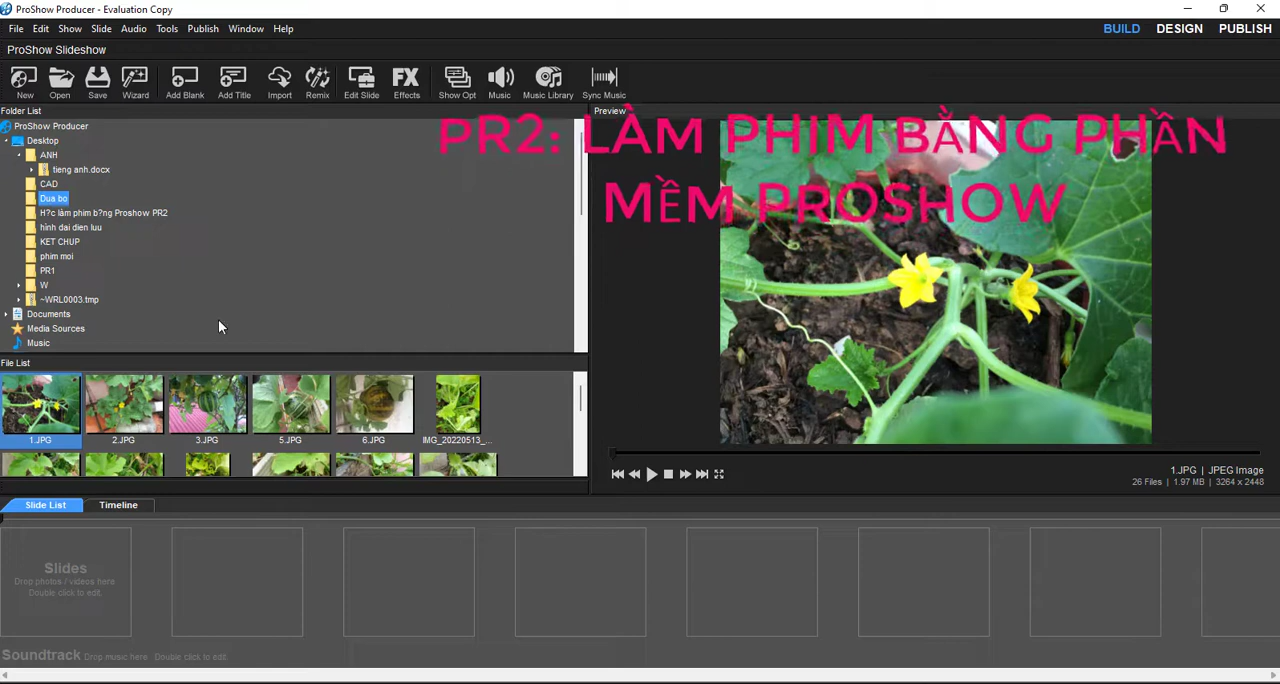 ProShow Producer - Evaluation Copy
File Edit Show Slide Audio Tools Publish Window Help
BUILD DESIGN PUBLISH
ProShow Slideshow
New Open Save Wizard Add Blank Add Title Import Remix Edit Slide Effects Show Opt Music Music Library Sync Music
FX
Folder List
Preview
PR2: LÀM PHIM BẰNG PHẦN
MỀM PROSHOW
ProShow Producer
Desktop
ANH
tieng anh.docx
CAD
Dua bo
H?c làm phim b?ng Proshow PR2
hinh dai dien luu
KET CHUP
phim moi
PR1
W
~WRL0003.tmp
Documents
Media Sources
Music
File List
1.JPG 2.JPG 3.JPG 5.JPG 6.JPG IMG_20220513_...
1.JPG | JPEG Image
26 Files | 1.97 MB | 3264 x 2448
Slide List Timeline
Slides
Drop photos / videos here.
Double click to edit.
Soundtrack Drop music here. Double click to edit.